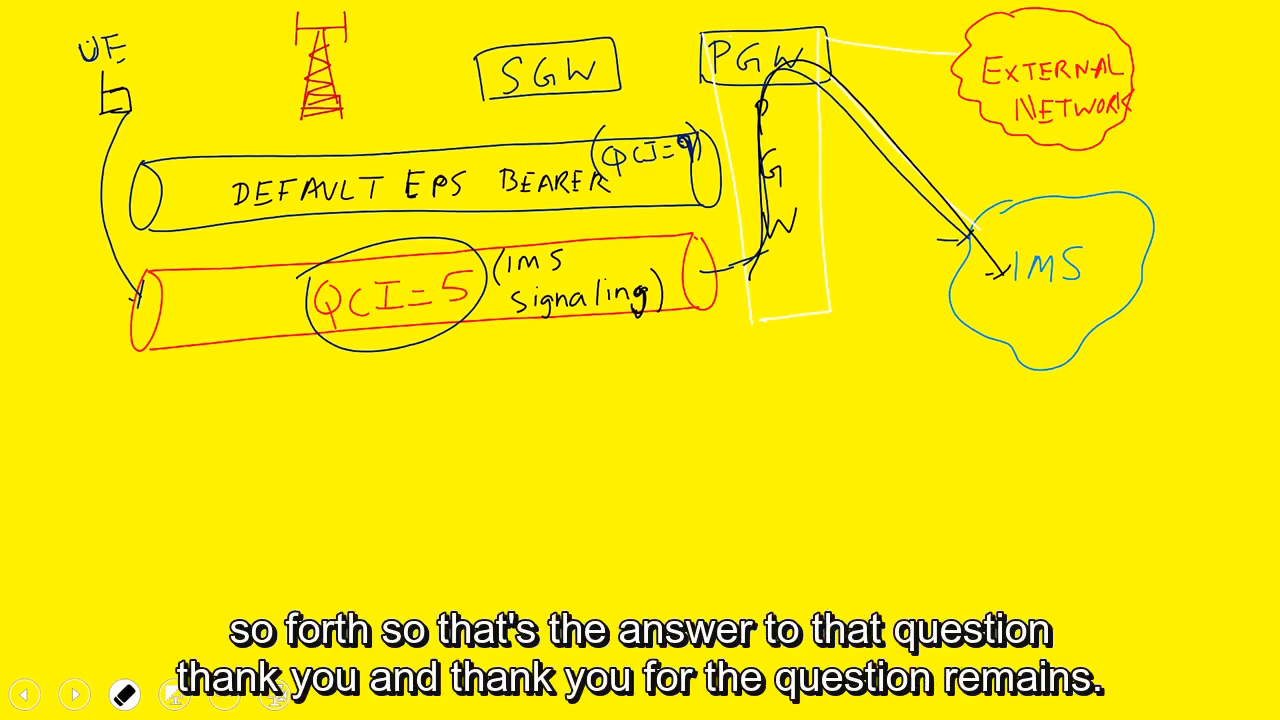 UE
SGW
PGW
EXTERNAL
NETWORK
DEFAULT EPS BEARER
(QCI=9)
PGW
QCI=5
(IMS
signaling)
IMS
so forth so that's the answer to that question
thank you and thank you for the question remains.